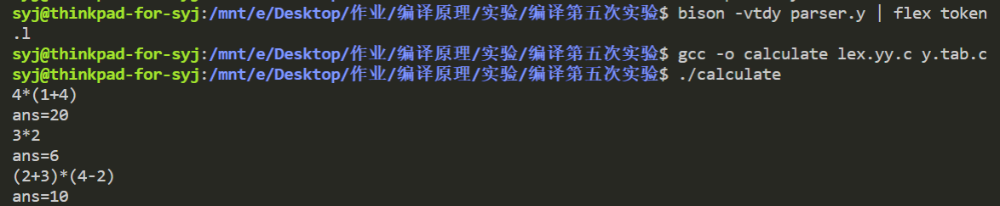 syj@thinkpad-for-syj:/mnt/e/Desktop/作业/编译原理/实验/编译第五次实验$ bison -vtdy parser.y | flex token
.l
syj@thinkpad-for-syj:/mnt/e/Desktop/作业/编译原理/实验/编译第五次实验$ gcc -o calculate lex.yy.c y.tab.c
syj@thinkpad-for-syj:/mnt/e/Desktop/作业/编译原理/实验/编译第五次实验$ ./calculate
4*(1+4)
ans=20
3*2
ans=6
(2+3)*(4-2)
ans=10